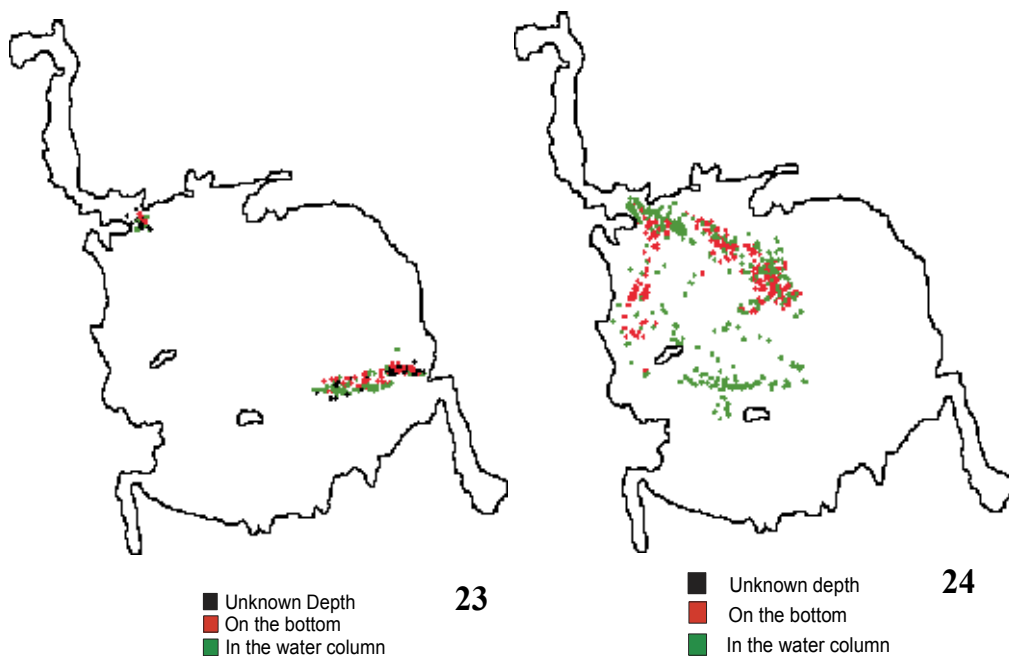 Unknown Depth
On the bottom
In the water column
23
Unknown depth
On the bottom
In the water column
24